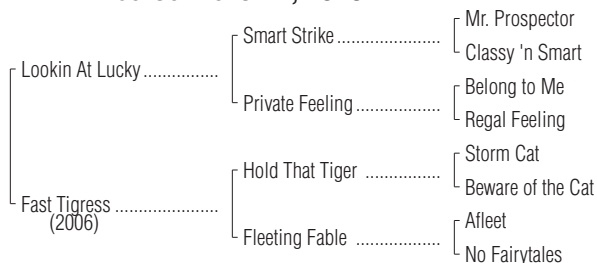 Mr. Prospector
Smart Strike ....................
Classy 'n Smart
Lookin At Lucky ...............
Belong to Me
Private Feeling .................
Regal Feeling
Storm Cat
Hold That Tiger ...............
Beware of the Cat
Fast Tigress .....................
(2006)
Afleet
Fleeting Fable .................
No Fairytales